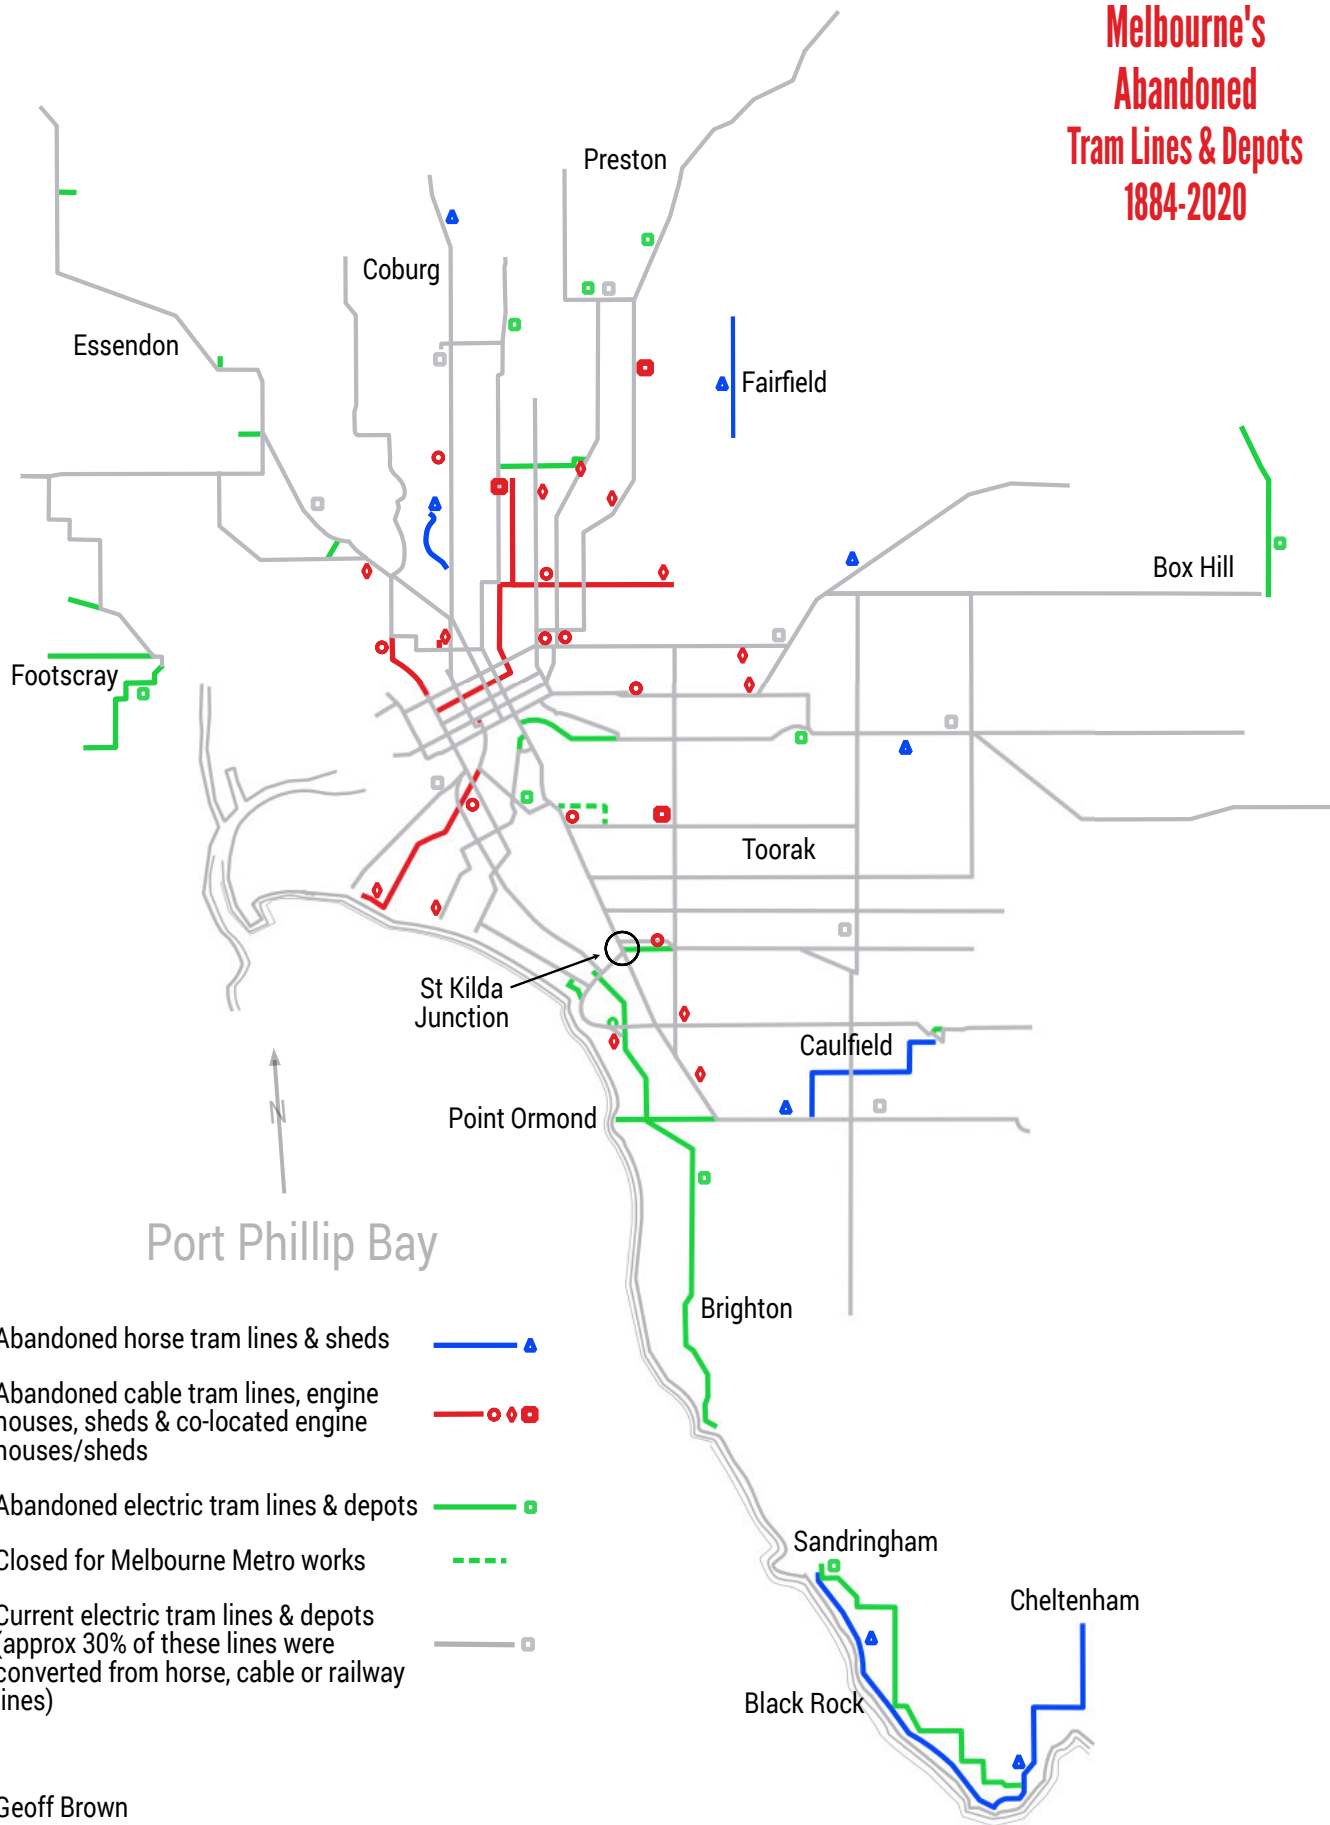 Melbourne's
Abandoned
Tram Lines & Depots
1884-2020
Preston
Coburg
Essendon
Fairfield
Box Hill
Footscray
Toorak
St Kilda
Junction
Caulfield
Point Ormond
N
Port Phillip Bay
Brighton
Abandoned horse tram lines & sheds
Abandoned cable tram lines, engine
houses, sheds & co-located engine
houses/sheds
Abandoned electric tram lines & depots
Closed for Melbourne Metro works
Current electric tram lines & depots
(approx 30% of these lines were
converted from horse, cable or railway
ines)
Sandringham
Cheltenham
Black Rock
Geoff Brown